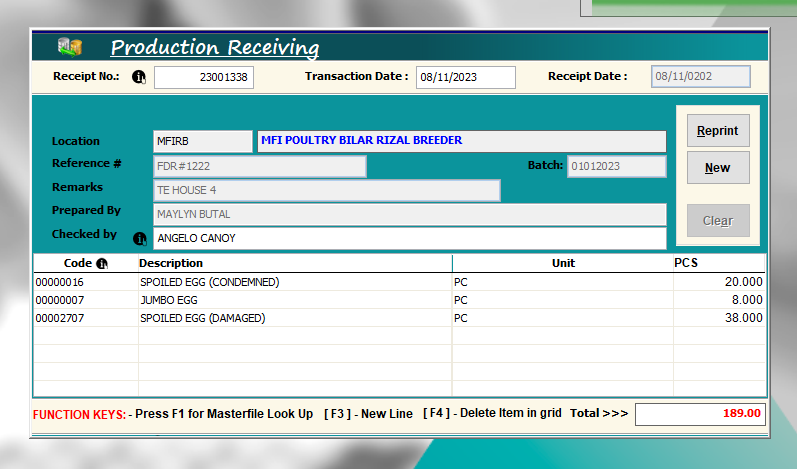 Production Receiving
Receipt No.: 23001338 Transaction Date : 08/11/2023 Receipt Date : 08/11/0202
Location MFIRB MFI POULTRY BILAR RIZAL BREEDER
Reprint
Reference # FDR#1222 Batch: 01012023
New
Remarks TE HOUSE 4
Prepared By MAYLYN BUTAL
Clear
Checked by ANGELO CANOY
Code Description Unit PCS
00000016 SPOILED EGG (CONDEMNED) PC 20.000
00000007 JUMBO EGG PC 8.000
00002707 SPOILED EGG (DAMAGED) PC 38.000
FUNCTION KEYS: - Press F1 for Masterfile Look Up [ F3 ] - New Line [ F4 ] - Delete Item in grid Total >>> 189.00